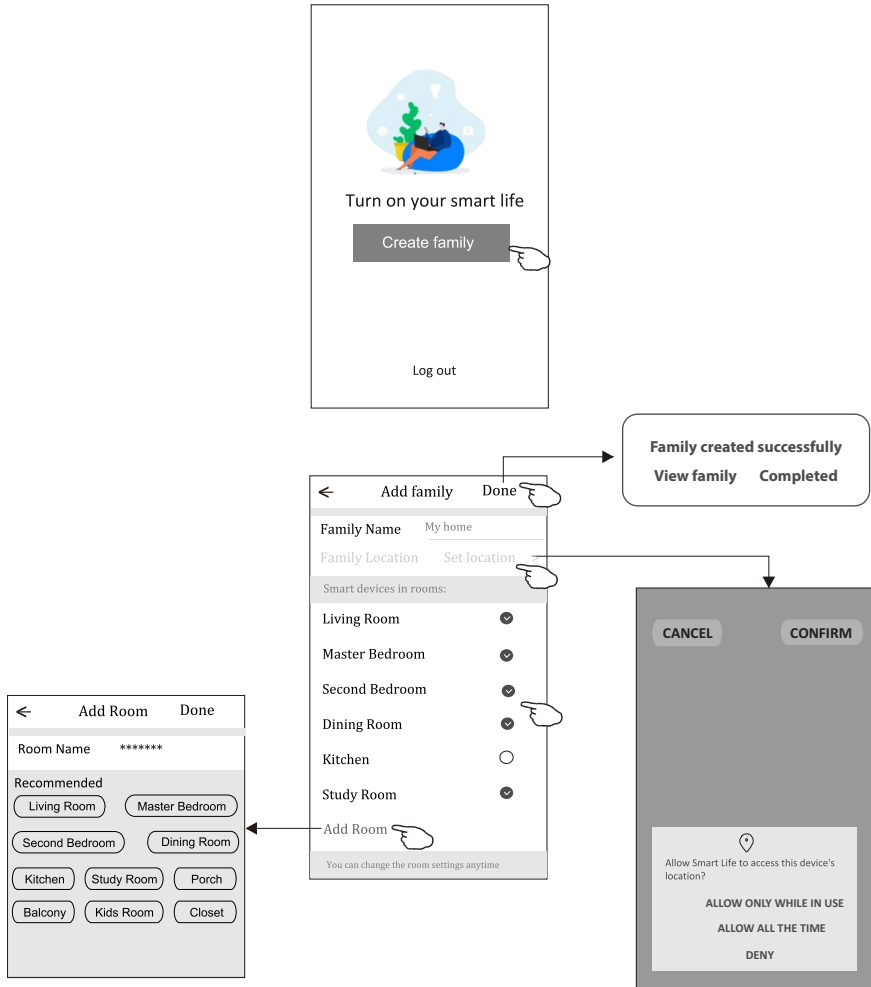 Turn on your smart life
Create family
Log out
Family created successfully
View family Completed
Add family Done
Family Name My home
Family Location Set location >
Smart devices in rooms:
Living Room
Master Bedroom
Second Bedroom
Dining Room
Kitchen
Study Room
Add Room
You can change the room settings anytime
CANCEL CONFIRM
Allow Smart Life to access this device's
location?
ALLOW ONLY WHILE IN USE
ALLOW ALL THE TIME
DENY
Add Room Done
Room Name *******
Recommended
Living Room Master Bedroom
Second Bedroom Dining Room
Kitchen Study Room Porch
Balcony Kids Room Closet